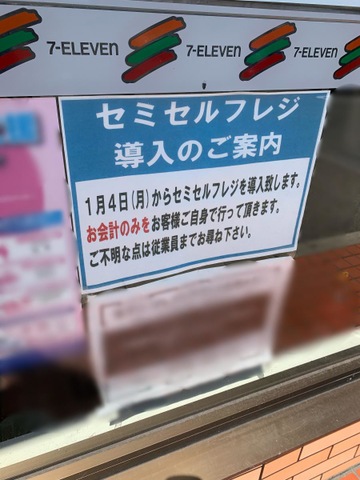 7-ELEVEN 7-ELEVEN 7-ELEVEN
セミセルフレジ
導入のご案内
1月4日(月)からセミセルフレジを導入致します。
お会計のみをお客様ご自身で行って頂きます。
ご不明な点は従業員までお尋ね下さい。